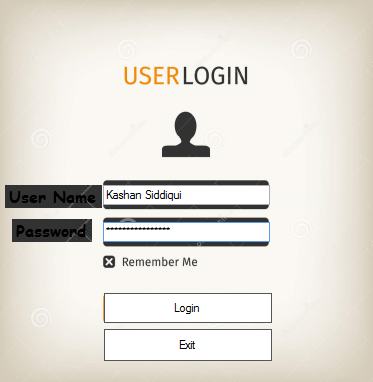 USERLOGIN
User Name Kashan Siddiqui
Password ****************
Remember Me
Login
Exit